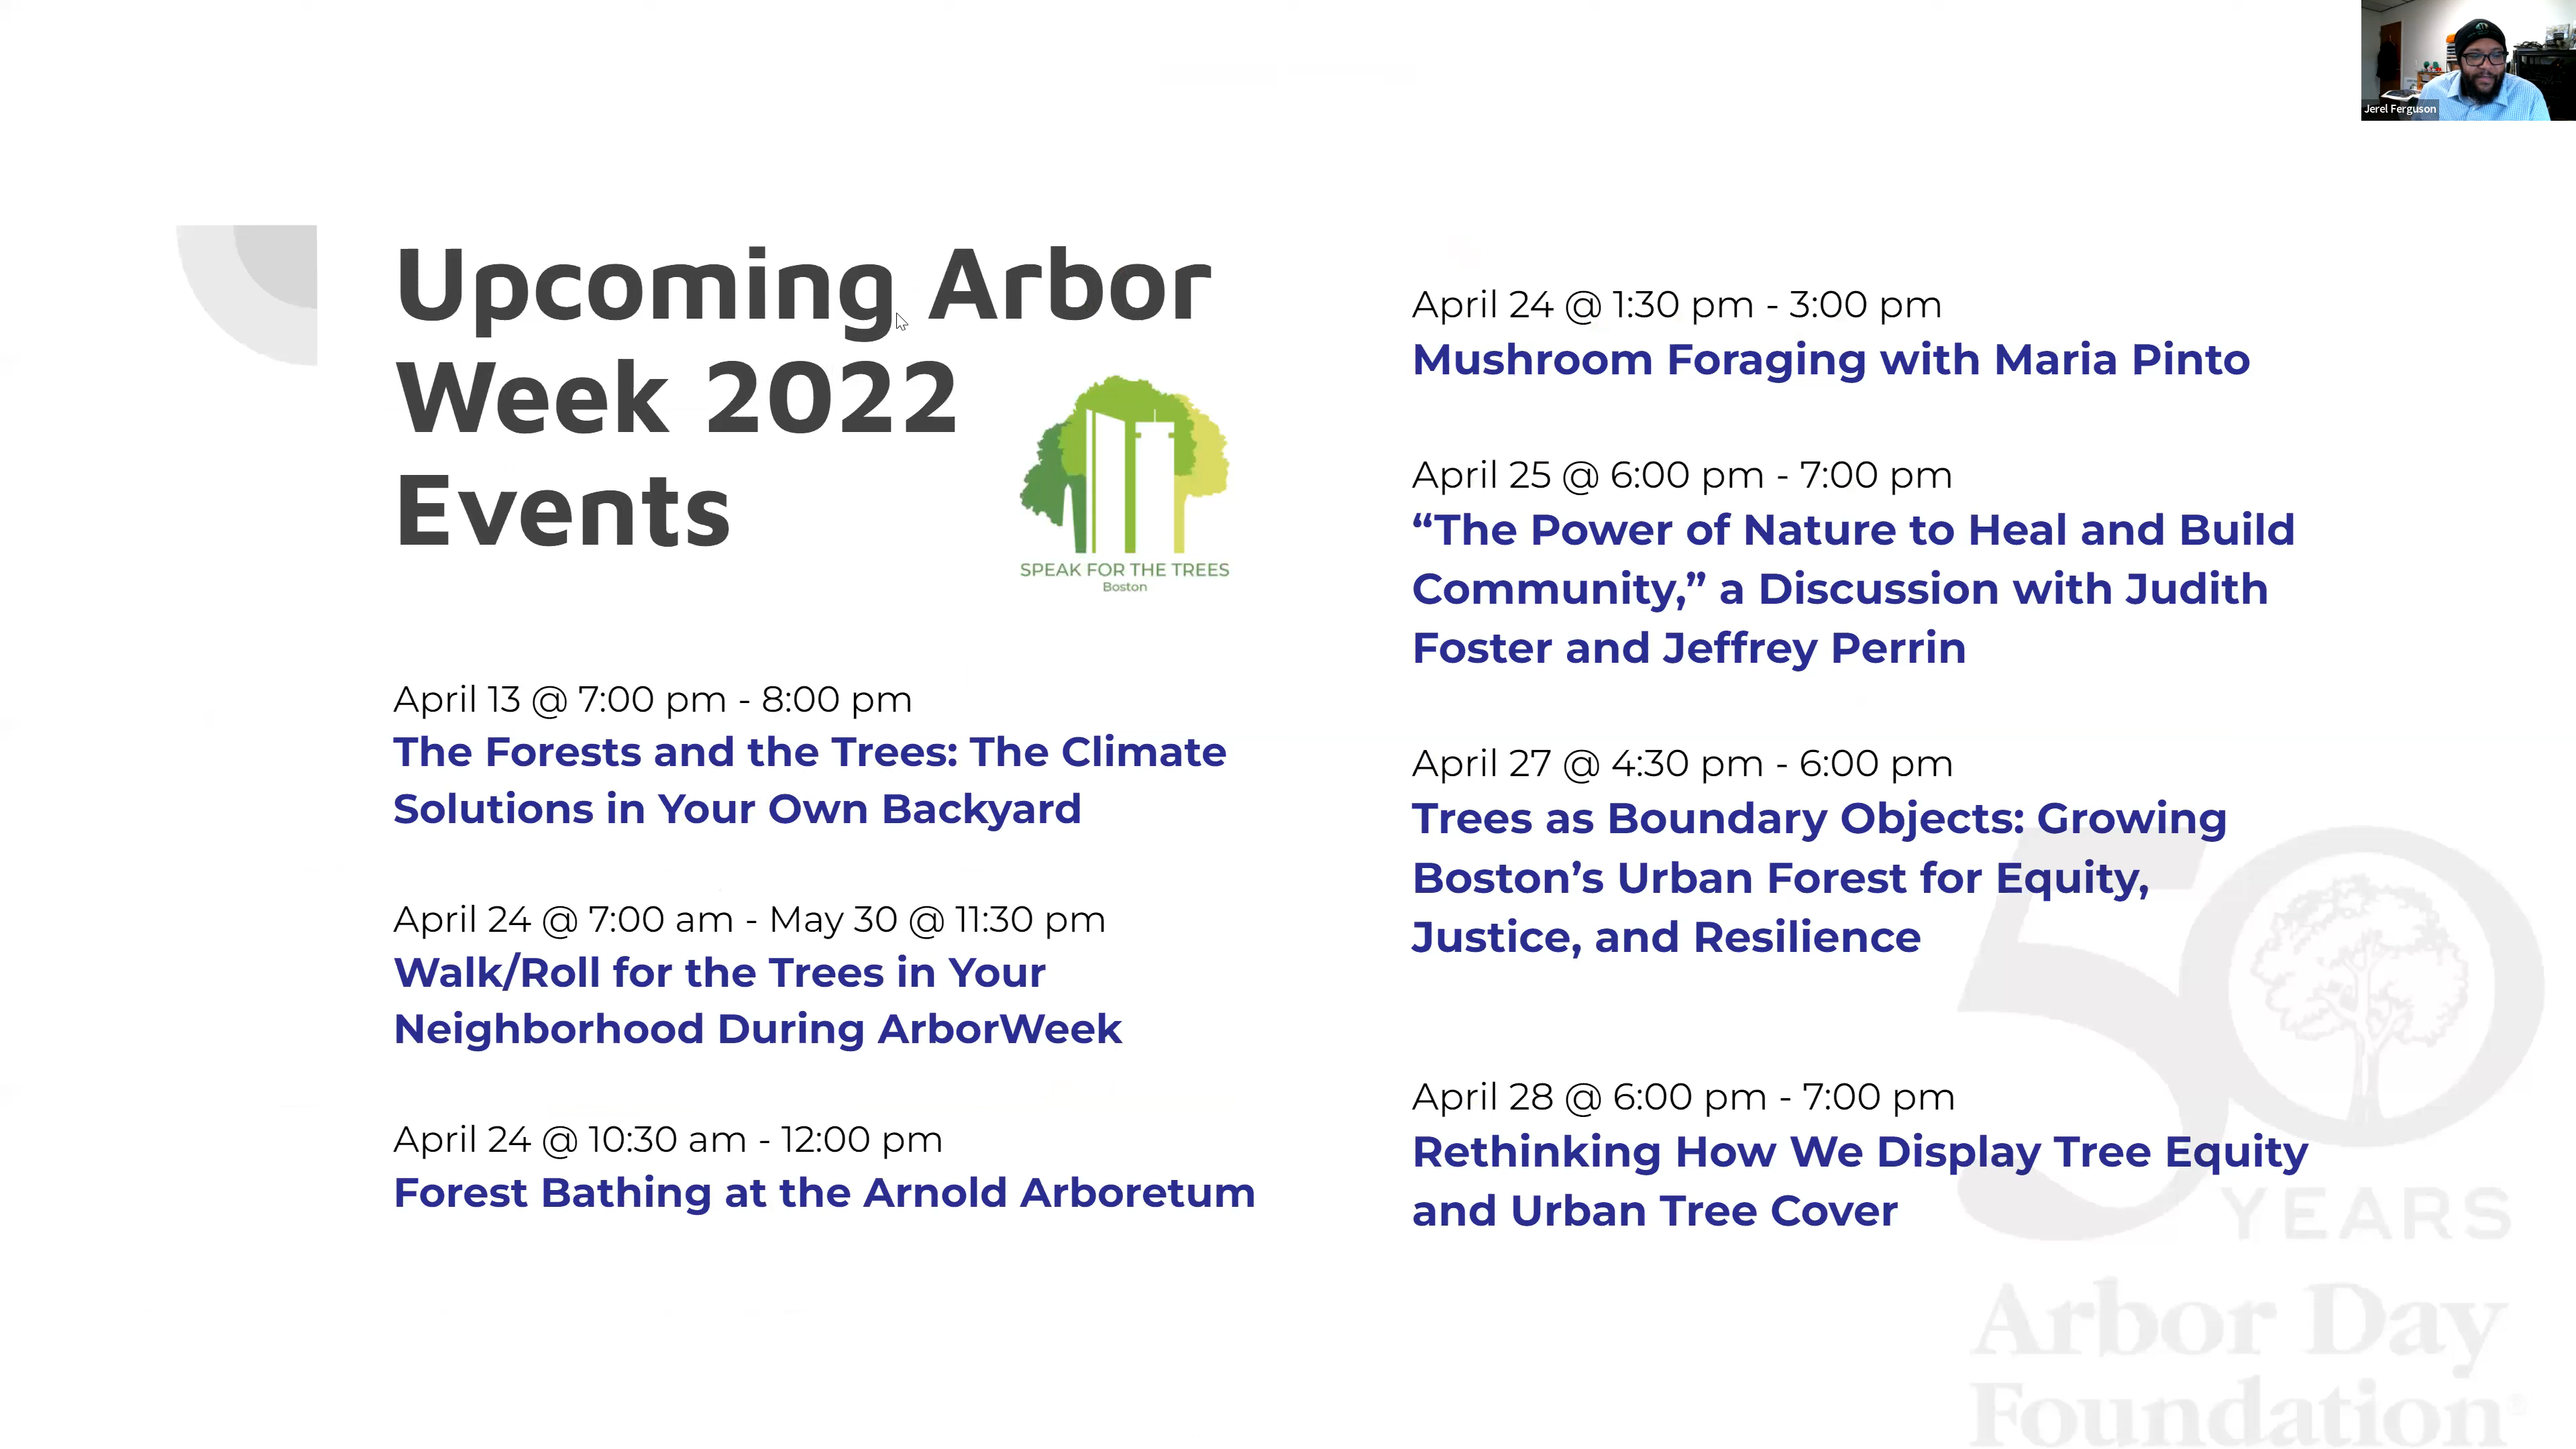 Jerel Ferguson
Upcoming Arbor
Week 2022
Events
SPEAK FOR THE TREES
Boston
April 13 @ 7:00 pm - 8:00 pm
The Forests and the Trees: The Climate
Solutions in Your Own Backyard
April 24 @ 7:00 am - May 30 @ 11:30 pm
Walk/Roll for the Trees in Your
Neighborhood During ArborWeek
April 24 @ 10:30 am - 12:00 pm
Forest Bathing at the Arnold Arboretum
April 24 @ 1:30 pm - 3:00 pm
Mushroom Foraging with Maria Pinto
April 25 @ 6:00 pm - 7:00 pm
“The Power of Nature to Heal and Build
Community,” a Discussion with Judith
Foster and Jeffrey Perrin
April 27 @ 4:30 pm - 6:00 pm
Trees as Boundary Objects: Growing
Boston’s Urban Forest for Equity,
Justice, and Resilience
April 28 @ 6:00 pm - 7:00 pm
Rethinking How We Display Tree Equity
and Urban Tree Cover
50
YEARS
Arbor Day
Foundation®